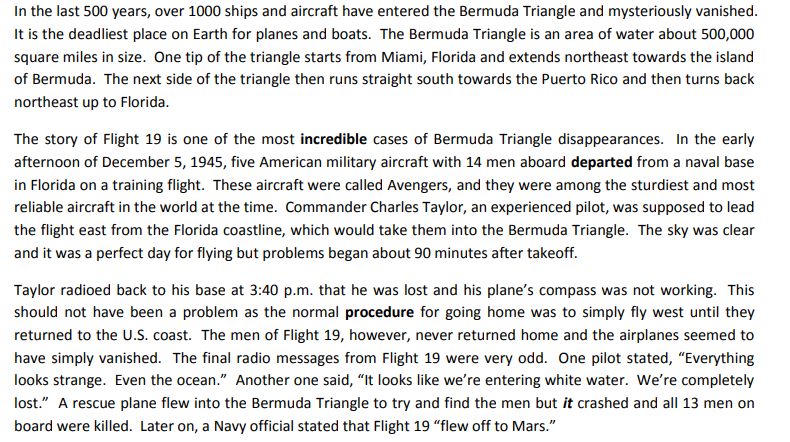 In the last 500 years, over 1000 ships and aircraft have entered the Bermuda Triangle and mysteriously vanished.
It is the deadliest place on Earth for planes and boats.  The Bermuda Triangle is an area of water about 500,000
square miles in size.  One tip of the triangle starts from Miami, Florida and extends northeast towards the island
of Bermuda.  The next side of the triangle then runs straight south towards the Puerto Rico and then turns back
northeast up to Florida.
The story of Flight 19 is one of the most incredible cases of Bermuda Triangle disappearances.  In the early
afternoon of December 5, 1945, five American military aircraft with 14 men aboard departed from a naval base
in Florida on a training flight.  These aircraft were called Avengers, and they were among the sturdiest and most
reliable aircraft in the world at the time.  Commander Charles Taylor, an experienced pilot, was supposed to lead
the flight east from the Florida coastline, which would take them into the Bermuda Triangle.  The sky was clear
and it was a perfect day for flying but problems began about 90 minutes after takeoff.
Taylor radioed back to his base at 3:40 p.m. that he was lost and his plane's compass was not working.  This
should not have been a problem as the normal procedure for going home was to simply fly west until they
returned to the U.S. coast.  The men of Flight 19, however, never returned home and the airplanes seemed to
have simply vanished.  The final radio messages from Flight 19 were very odd.  One pilot stated, “Everything
looks strange.  Even the ocean.”  Another one said, “It looks like we're entering white water.  We're completely
lost.”  A rescue plane flew into the Bermuda Triangle to try and find the men but it crashed and all 13 men on
board were killed.  Later on, a Navy official stated that Flight 19 “flew off to Mars.”